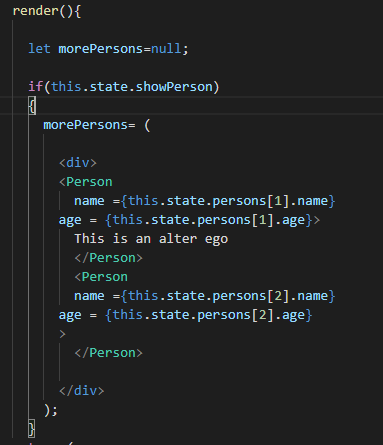 render(){
let morePersons=null;
if(this.state.showPerson)
{
morePersons= (
<div>
<Person
name ={this.state.persons[1].name}
age = {this.state.persons[1].age}>
This is an alter ego
</Person>
<Person
name ={this.state.persons[2].name}
age = {this.state.persons[2].age}
>
</Person>
</div>
);
}